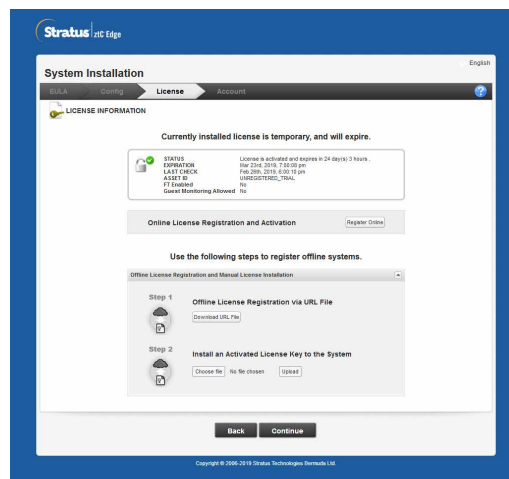 Stratus ztC Edge
English
System Installation
EULA Config License Account ?
LICENSE INFORMATION
Currently installed license is temporary, and will expire.
STATUS License is activated and expires in 24 day(s) 3 hours .
EXPIRATION Mar 23rd, 2019, 7:00:08 pm
LAST CHECK Feb 28th, 2019, 8:00:10 pm
ASSET ID UNREGISTERED_TRIAL
FT Enabled No
Guest Monitoring Allowed No
Online License Registration and Activation Register Online
Use the following steps to register offline systems.
Offline License Registration and Manual License Installation
Step 1
Offline License Registration via URL File
Download URL File
Step 2
Install an Activated License Key to the System
Choose file No file chosen Upload
Back Continue
Copyright © 2006-2019 Stratus Technologies Bermuda Ltd.